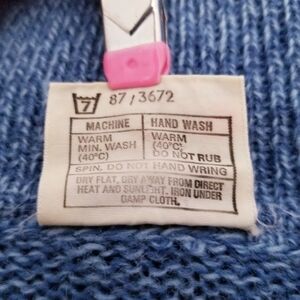 7 87/3672
MACHINE HAND WASH
WARM WARM
MIN. WASH (40°C)
(40°C) DO NOT RUB
SPIN, DO NOT HAND WRING
DRY FLAT, DRY AWAY FROM DIRECT
HEAT AND SUNLIGHT. IRON UNDER
DAMP CLOTH.